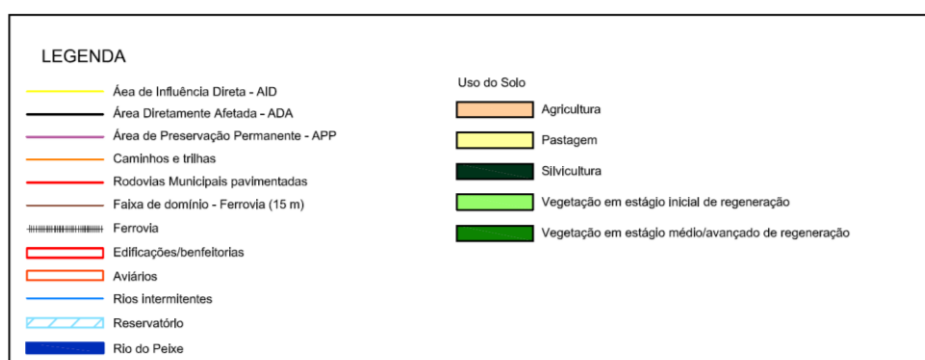 LEGENDA
Áea de Influência Direta - AID
Área Diretamente Afetada - ADA
Área de Preservação Permanente - APP
Caminhos e trilhas
Rodovias Municipais pavimentadas
Faixa de domínio - Ferrovia (15 m)
Ferrovia
Edificações/benfeitorias
Aviários
Rios intermitentes
Reservatório
Rio do Peixe
Uso do Solo
Agricultura
Pastagem
Silvicultura
Vegetação em estágio inicial de regeneração
Vegetação em estágio médio/avançado de regeneração